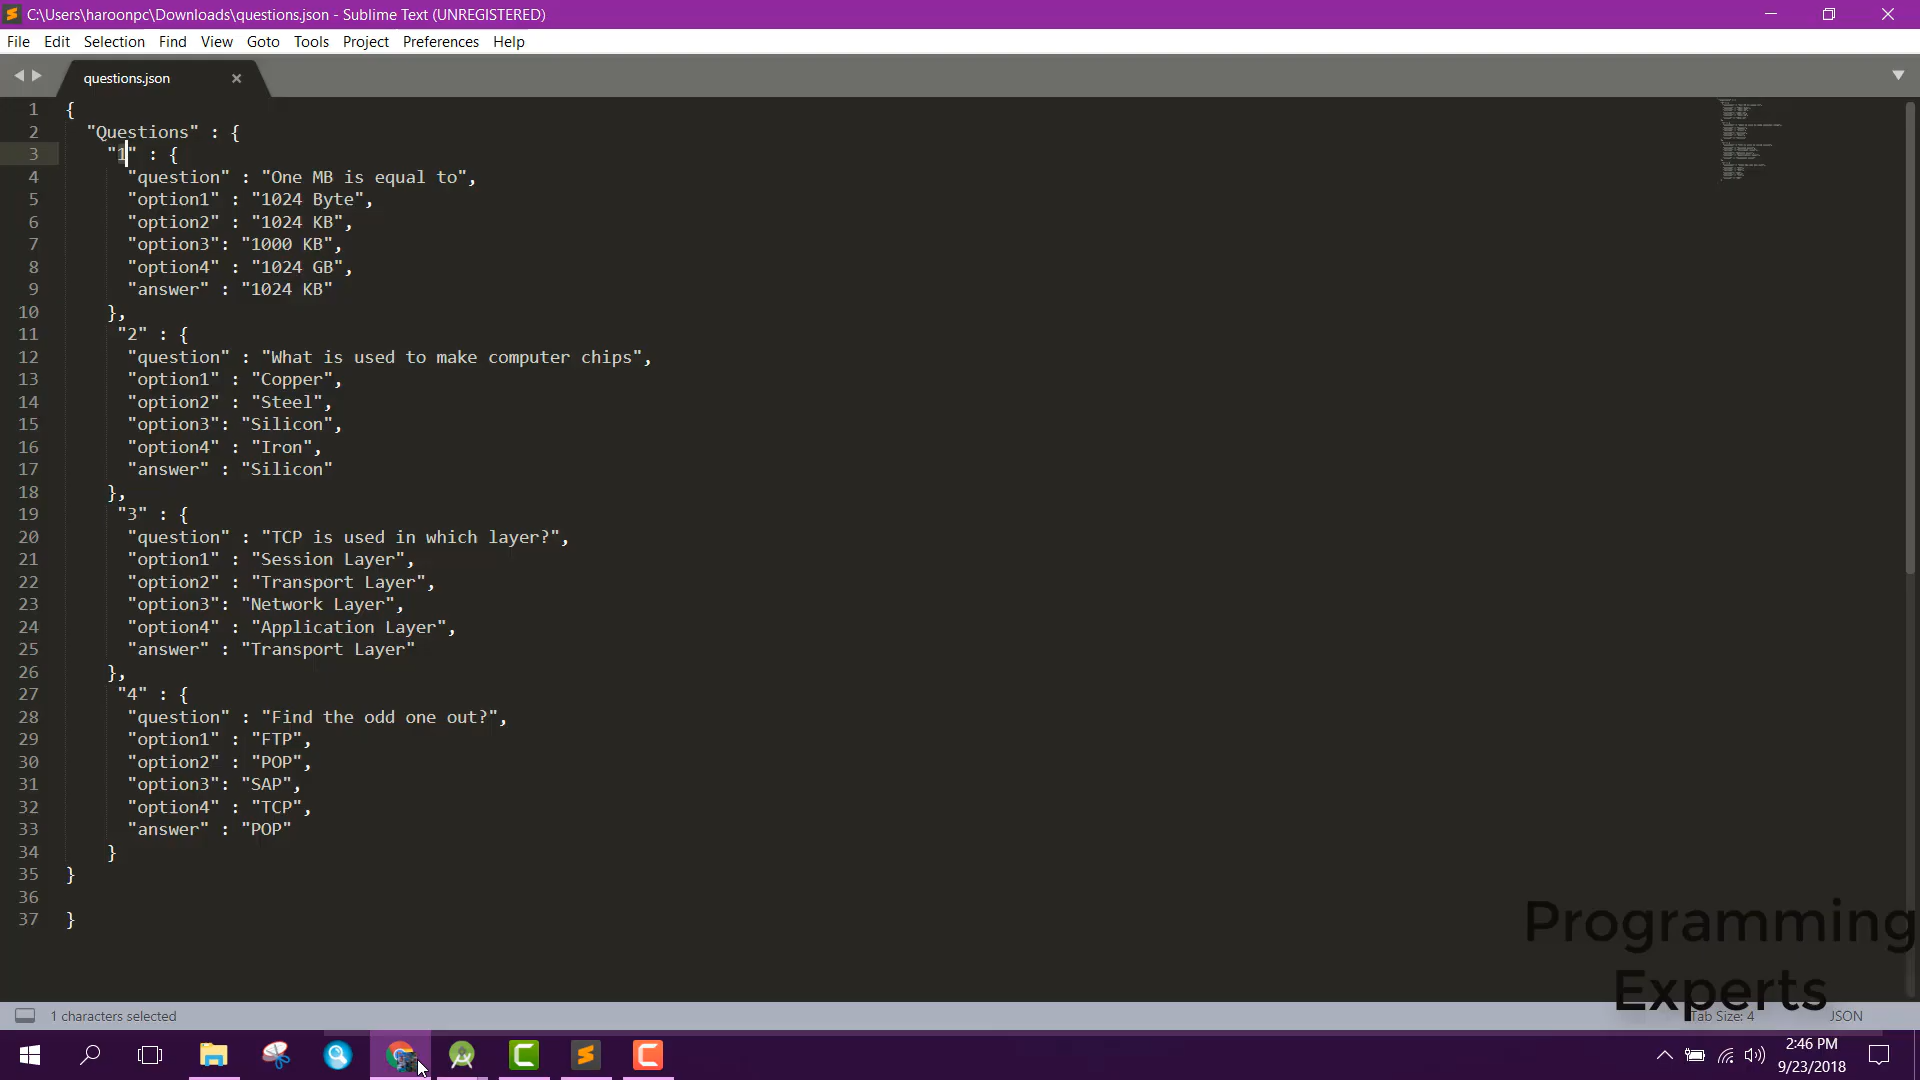 C:\Users\haroonpc\Downloads\questions.json - Sublime Text (UNREGISTERED)
File Edit Selection Find View Goto Tools Project Preferences Help
questions.json
1 {
2 "Questions" : {
3 "1" : {
4 "question" : "One MB is equal to",
5 "option1" : "1024 Byte",
6 "option2" : "1024 KB",
7 "option3": "1000 KB",
8 "option4" : "1024 GB",
9 "answer" : "1024 KB"
10 },
11 "2" : {
12 "question" : "What is used to make computer chips",
13 "option1" : "Copper",
14 "option2" : "Steel",
15 "option3": "Silicon",
16 "option4" : "Iron",
17 "answer" : "Silicon"
18 },
19 "3" : {
20 "question" : "TCP is used in which layer?",
21 "option1" : "Session Layer",
22 "option2" : "Transport Layer",
23 "option3": "Network Layer",
24 "option4" : "Application Layer",
25 "answer" : "Transport Layer"
26 },
27 "4" : {
28 "question" : "Find the odd one out?",
29 "option1" : "FTP",
30 "option2" : "POP",
31 "option3": "SAP",
32 "option4" : "TCP",
33 "answer" : "POP"
34 }
35 }
36
37 }
Programming
Experts
1 characters selected Tab Size: 4 JSON
2:46 PM
9/23/2018